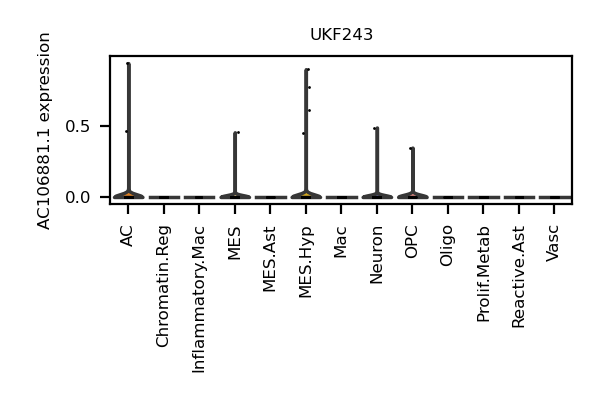 UKF243
AC106881.1 expression
0.5
0.0
AC
Chromatin.Reg
Inflammatory.Mac
MES
MES.Ast
MES.Hyp
Mac
Neuron
OPC
Oligo
Prolif.Metab
Reactive.Ast
Vasc